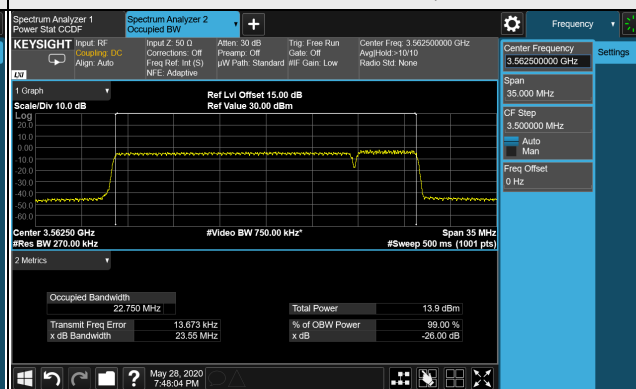 Spectrum Analyzer 1
Power Stat CCDF
Spectrum Analyzer 2
Occupied BW
Frequency
KEYSIGHT
LXI
Input: RF
Coupling: DC
Align: Auto
Input Z: 50 Ω
Corrections: Off
Freq Ref: Int (S)
NFE: Adaptive
Atten: 30 dB
Preamp: Off
µW Path: Standard
Trig: Free Run
Gate: Off
#IF Gain: Low
Center Freq: 3.562500000 GHz
Avg|Hold:>10/10
Radio Std: None
Center Frequency
3.562500000 GHz
Settings
Span
35.000 MHz
CF Step
3.500000 MHz
Auto
Man
Freq Offset
0 Hz
1 Graph
Scale/Div 10.0 dB
Ref Lvl Offset 15.00 dB
Ref Value 30.00 dBm
Log
20.0
10.0
0.00
-10.0
-20.0
-30.0
-40.0
-50.0
-60.0
Center 3.56250 GHz
#Video BW 750.00 kHz*
Span 35 MHz
#Res BW 270.00 kHz
#Sweep 500 ms (1001 pts)
2 Metrics
Occupied Bandwidth
22.750 MHz
Total Power 13.9 dBm
Transmit Freq Error 13.673 kHz
% of OBW Power 99.00 %
x dB Bandwidth 23.55 MHz
x dB -26.00 dB
May 28, 2020
7:48:04 PM